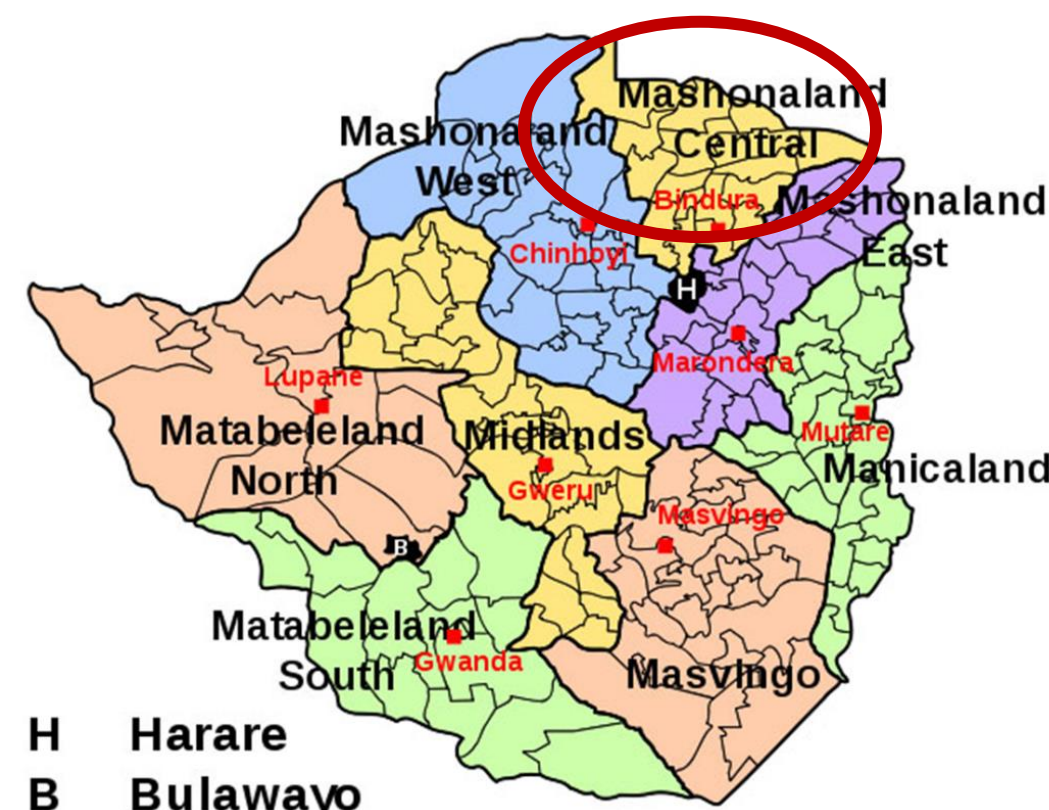 Mashonaland
Central
Mashonaland
West
Bindura
Mashonaland
East
Chinhoyi
H
Marondera
Lupane
Matabeleland
North
Midlands
Gweru
Mutare
Manicaland
Masvingo
B
Matabeleland
South
Gwanda
Masvingo
H Harare
B Bulawayo